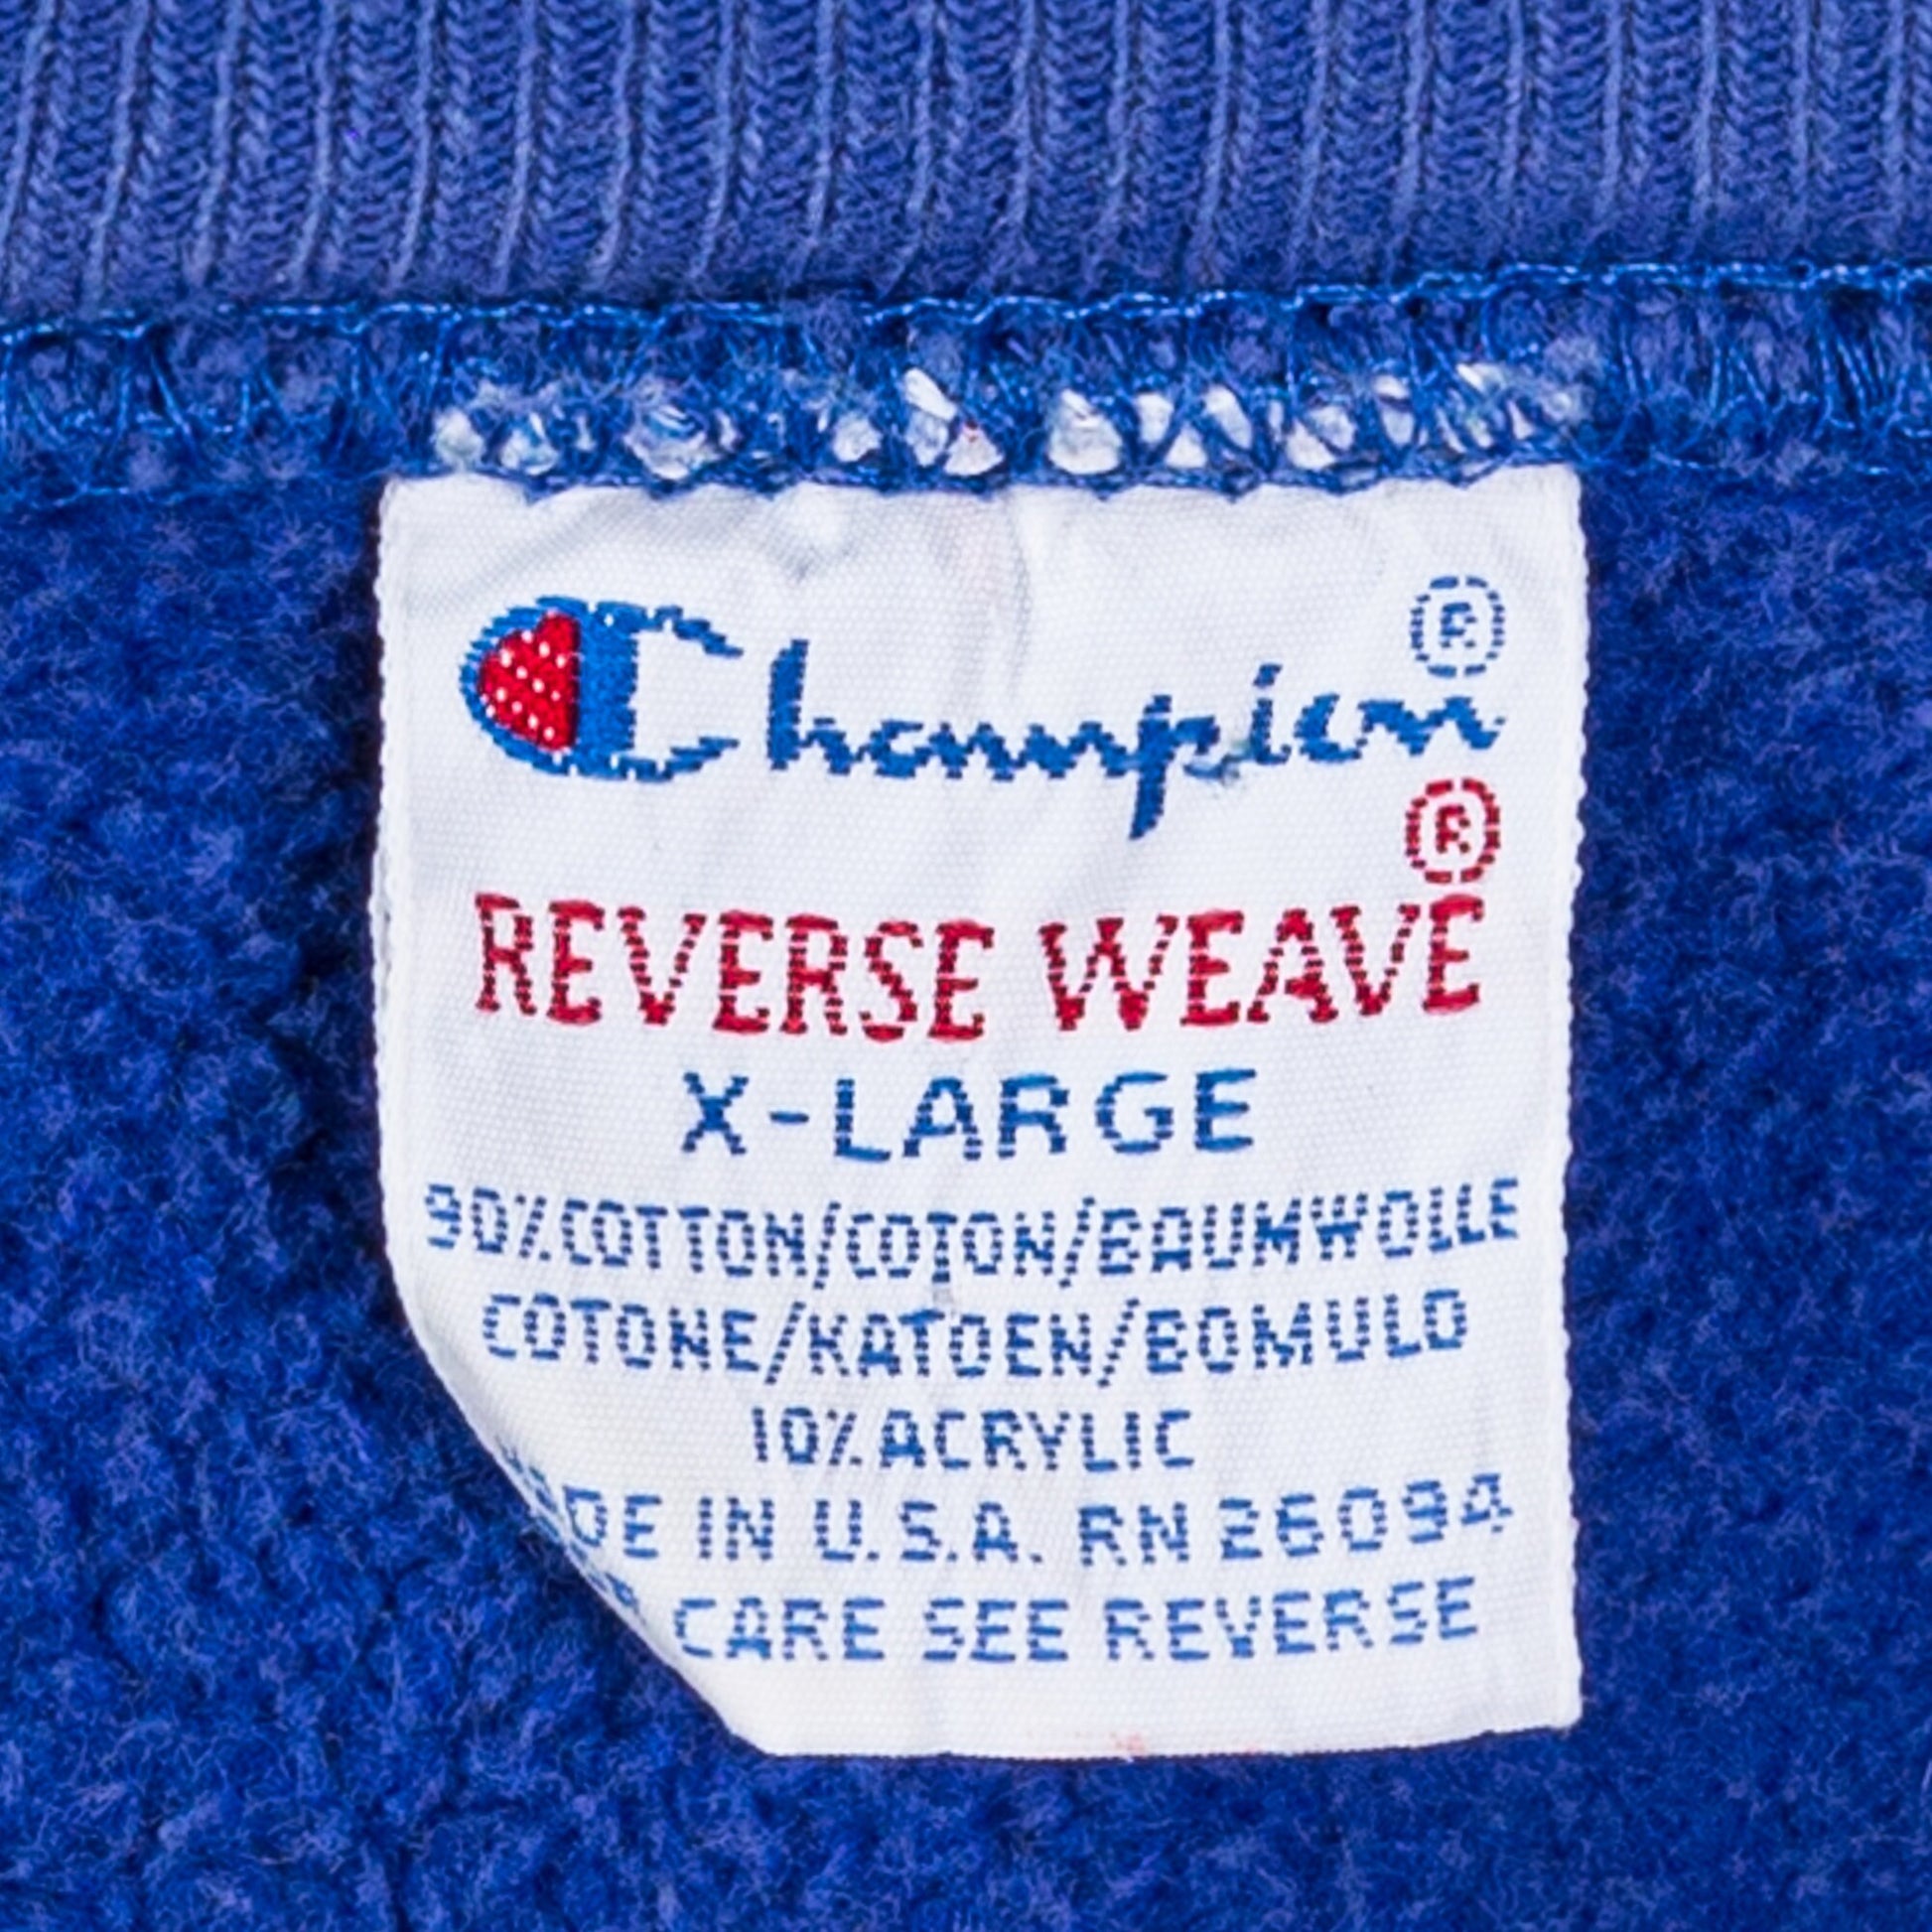 Champion®
®
REVERSE WEAVE
X-LARGE
90%COTTON/COTON/BAUMWOLLE
COTONE/KATOEN/BOMULD
10%ACRYLIC
DE IN U.S.A. RN 26094
CARE SEE REVERSE